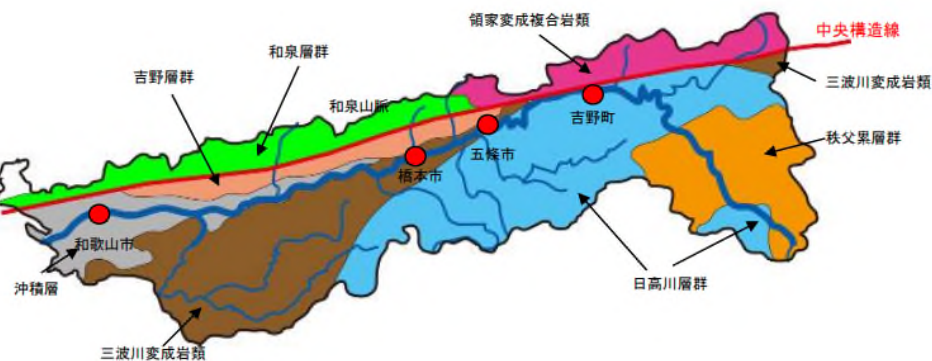 領家変成複合岩類
中央構造線
和泉層群
吉野層群
三波川変成岩類
和泉山脈
吉野町
五條市
秩父累層群
橋本市
和歌山市
沖積層
日高川層群
三波川変成岩類